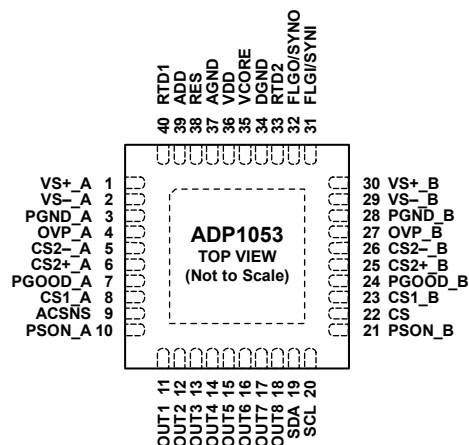 40 RTD1
39 ADD
38 RES
37 AGND
36 VDD
35 VCORE
34 DGND
33 RTD2
32 FLGO/SYNO
31 FLGI/SYNI
VS+_A 1
VS–_A 2
PGND_A 3
OVP_A 4
CS2–_A 5
CS2+_A 6
PGOOD_A 7
CS1_A 8
ACSNS 9
PSON_A 10
ADP1053
TOP VIEW
(Not to Scale)
30 VS+_B
29 VS–_B
28 PGND_B
27 OVP_B
26 CS2–_B
25 CS2+_B
24 PGOOD_B
23 CS1_B
22 CS
21 PSON_B
OUT1 11
OUT2 12
OUT3 13
OUT4 14
OUT5 15
OUT6 16
OUT7 17
OUT8 18
SDA 19
SCL 20